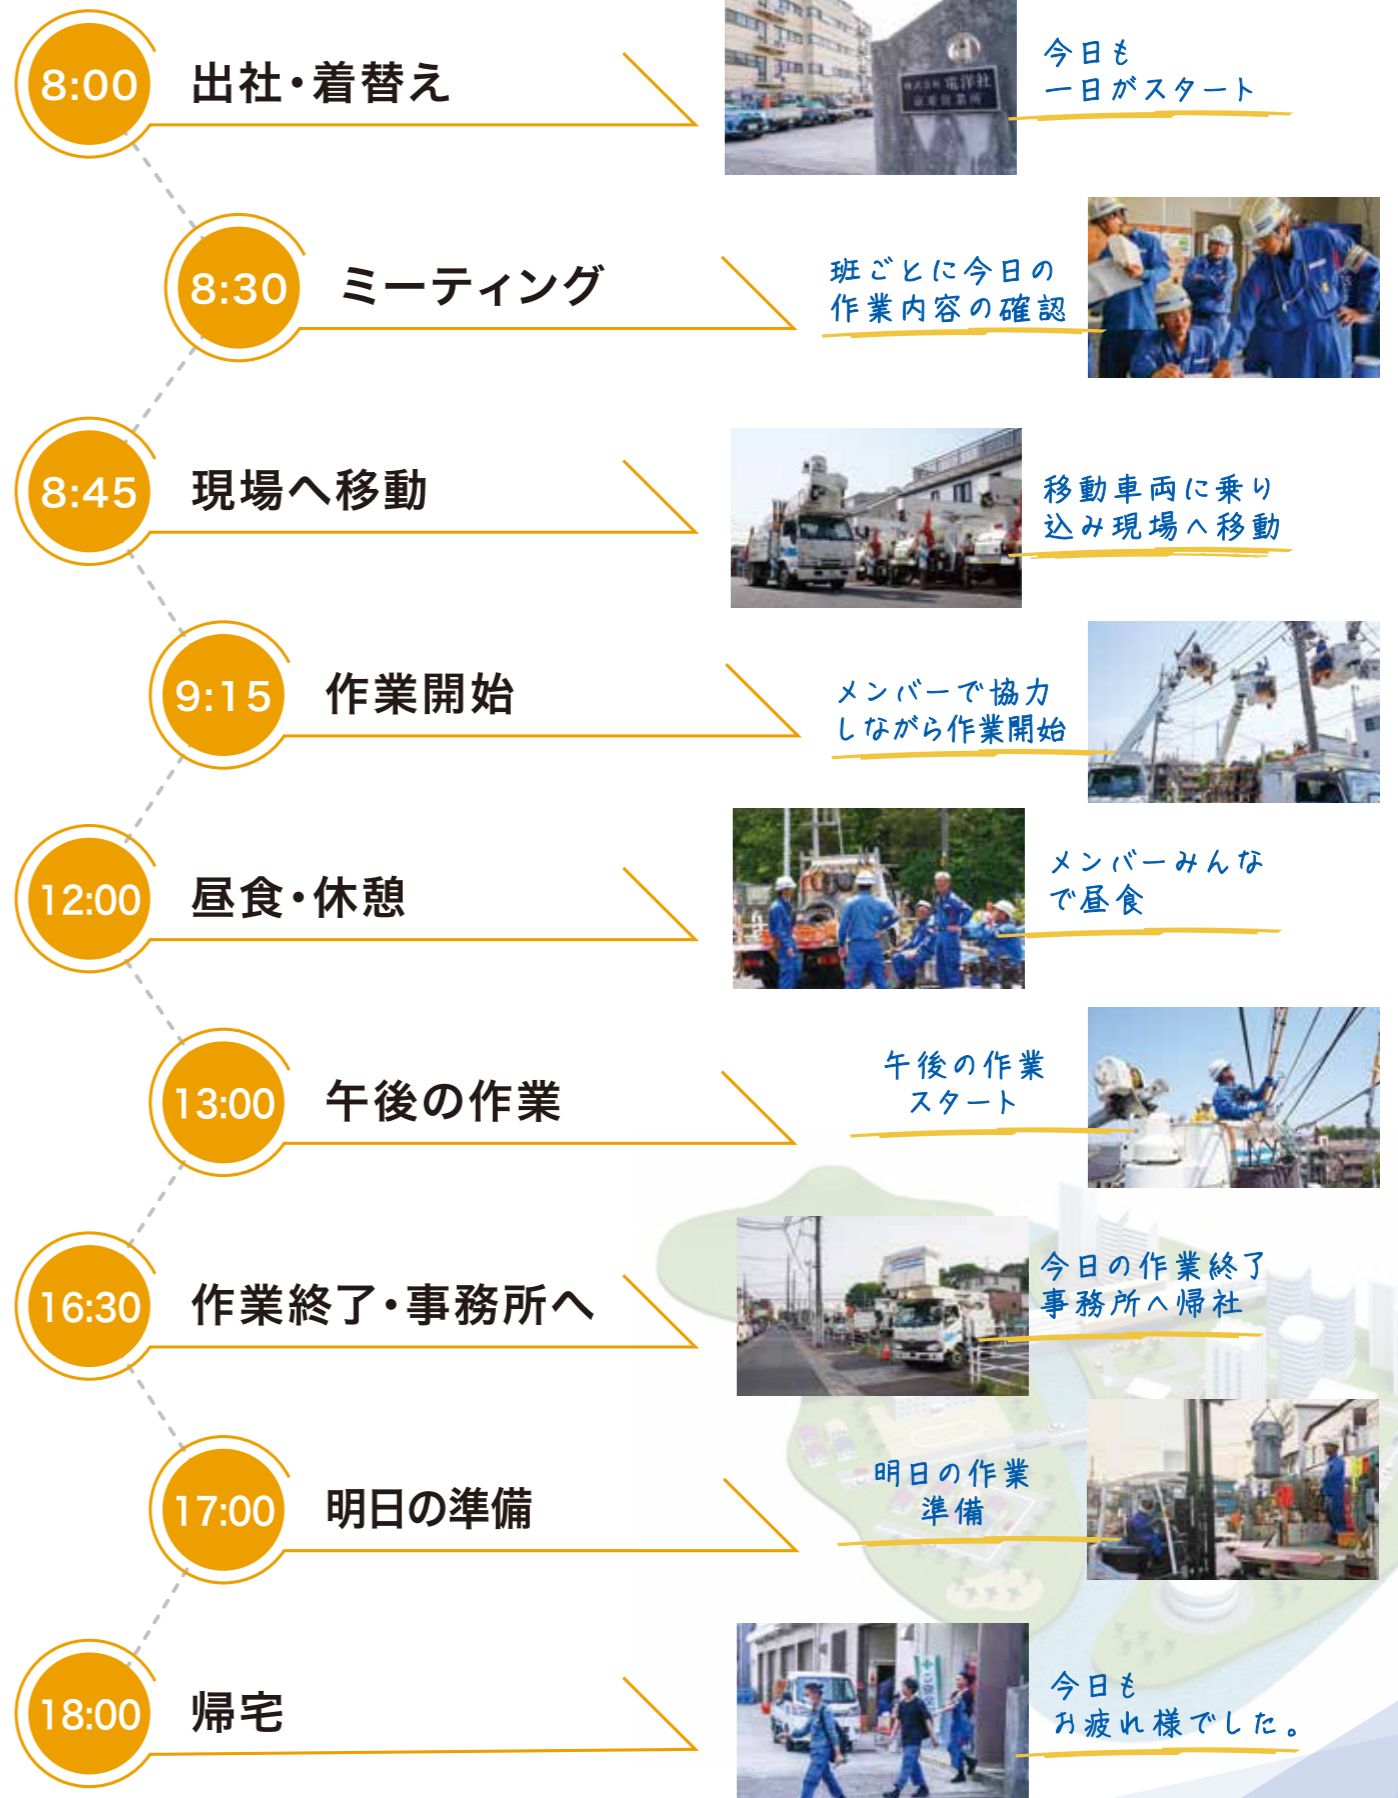 8:00
出社・着替え
株式会社 電洋社
今日も
一日がスタート
8:30
ミーティング
班ごとに今日の
作業内容の確認
8:45
現場へ移動
移動車両に乗り
込み現場へ移動
9:15
作業開始
メンバーで協力
しながら作業開始
12:00
昼食・休憩
メンバーみんな
で昼食
13:00
午後の作業
午後の作業
スタート
16:30
作業終了・事務所へ
今日の作業終了
事務所へ帰社
17:00
明日の準備
明日の作業
準備
18:00
帰宅
今日も
お疲れ様でした。